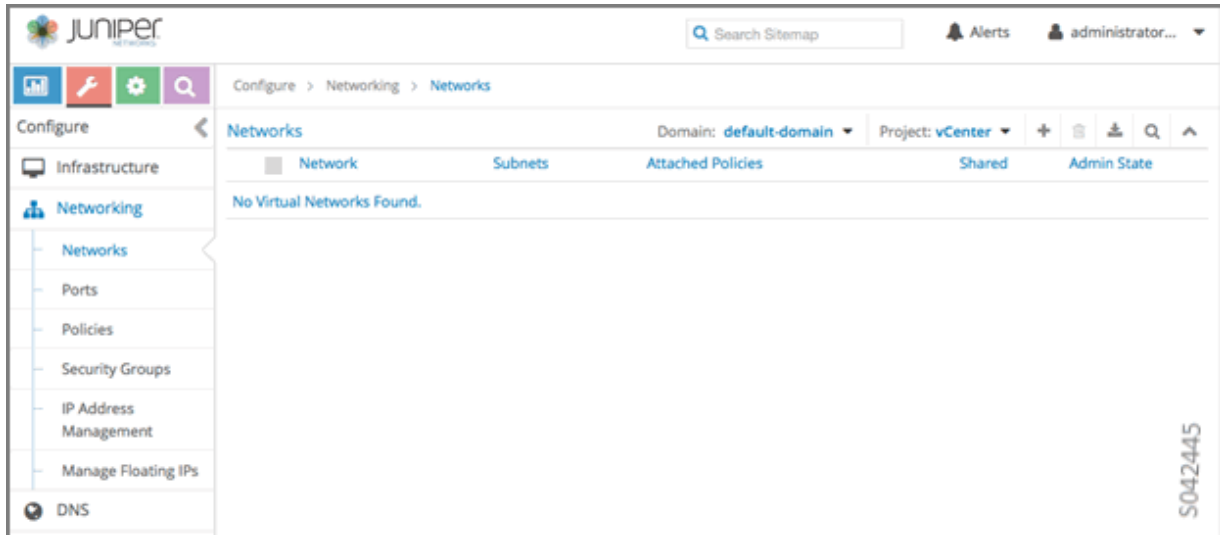 JUNIPER
NETWORKS
Search Sitemap
Alerts
administrator...
Configure > Networking > Networks
Configure
Networks
Domain: default-domain
Project: vCenter
Network Subnets Attached Policies Shared Admin State
No Virtual Networks Found.
Infrastructure
Networking
Networks
Ports
Policies
Security Groups
IP Address
Management
Manage Floating IPs
DNS
S042445